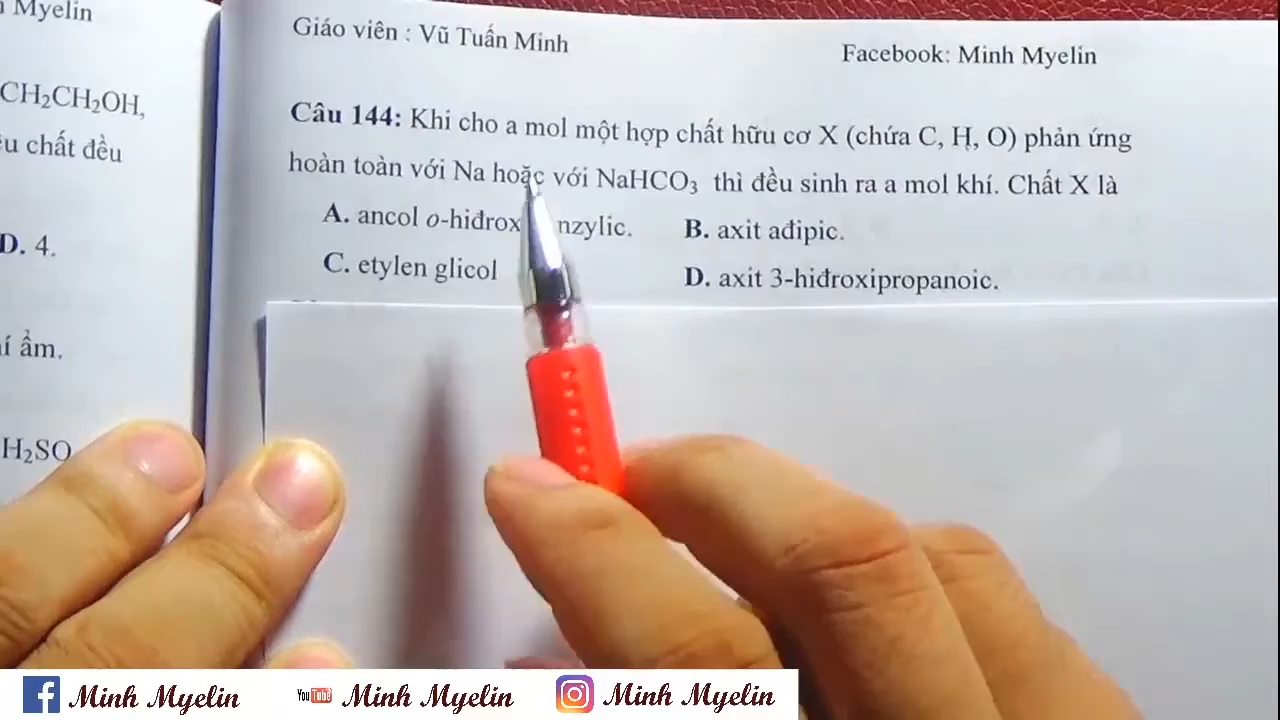 Myelin
CH₂CH₂OH,
u chất đều
D. 4.
í ẩm.
H₂SO
Giáo viên : Vũ Tuấn Minh
Facebook: Minh Myelin
Câu 144: Khi cho a mol một hợp chất hữu cơ X (chứa C, H, O) phản ứng
hoàn toàn với Na hoặc với NaHCO₃ thì đều sinh ra a mol khí. Chất X là
A. ancol o-hiđrox nzylic.
B. axit ađipic.
C. etylen glicol
D. axit 3-hiđroxipropanoic.
Minh Myelin
YouTube Minh Myelin
Minh Myelin